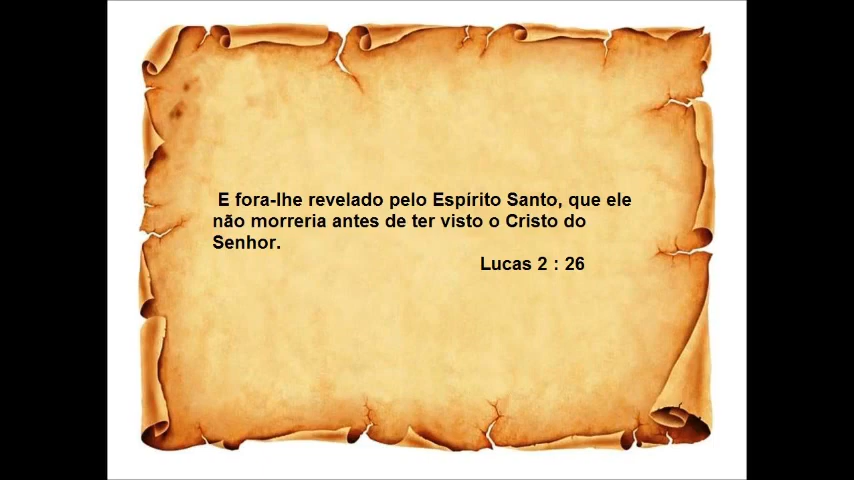 E fora-lhe revelado pelo Espírito Santo, que ele
não morreria antes de ter visto o Cristo do
Senhor.
Lucas 2 : 26